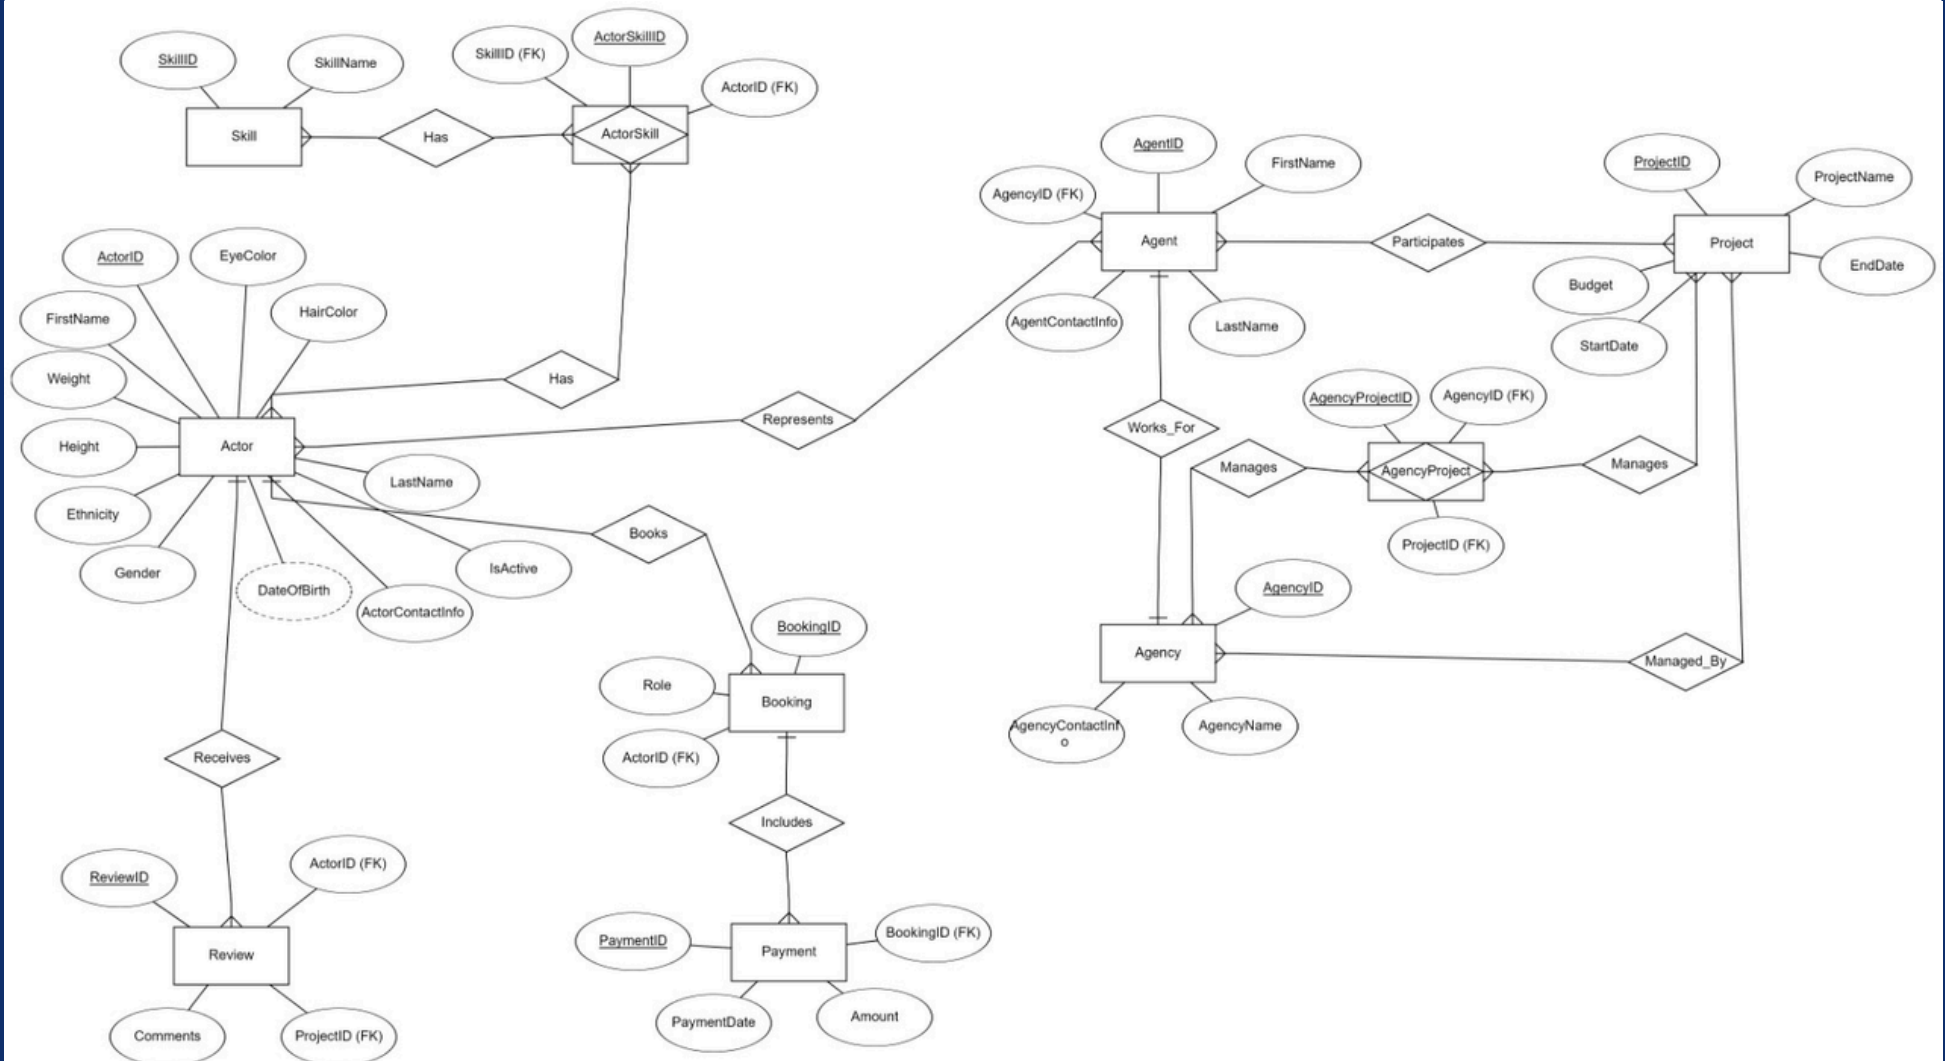 SkillID
SkillName
SkillID (FK)
ActorSkillID
ActorID (FK)
Skill
Has
ActorSkill
AgentID
FirstName
AgencyID (FK)
Agent
Participates
ProjectID
ProjectName
Project
EndDate
Budget
StartDate
AgentContactInfo
LastName
ActorID
EyeColor
HairColor
FirstName
Weight
Height
Ethnicity
Gender
Actor
Has
Represents
LastName
Works_For
AgencyProjectID
AgencyID (FK)
Manages
AgencyProject
Manages
ProjectID (FK)
DateOfBirth
ActorContactInfo
IsActive
Books
AgencyID
Agency
Managed_By
AgencyContactInf
o
AgencyName
BookingID
Role
Booking
ActorID (FK)
Receives
Includes
ReviewID
ActorID (FK)
Review
Comments
ProjectID (FK)
PaymentID
Payment
BookingID (FK)
PaymentDate
Amount